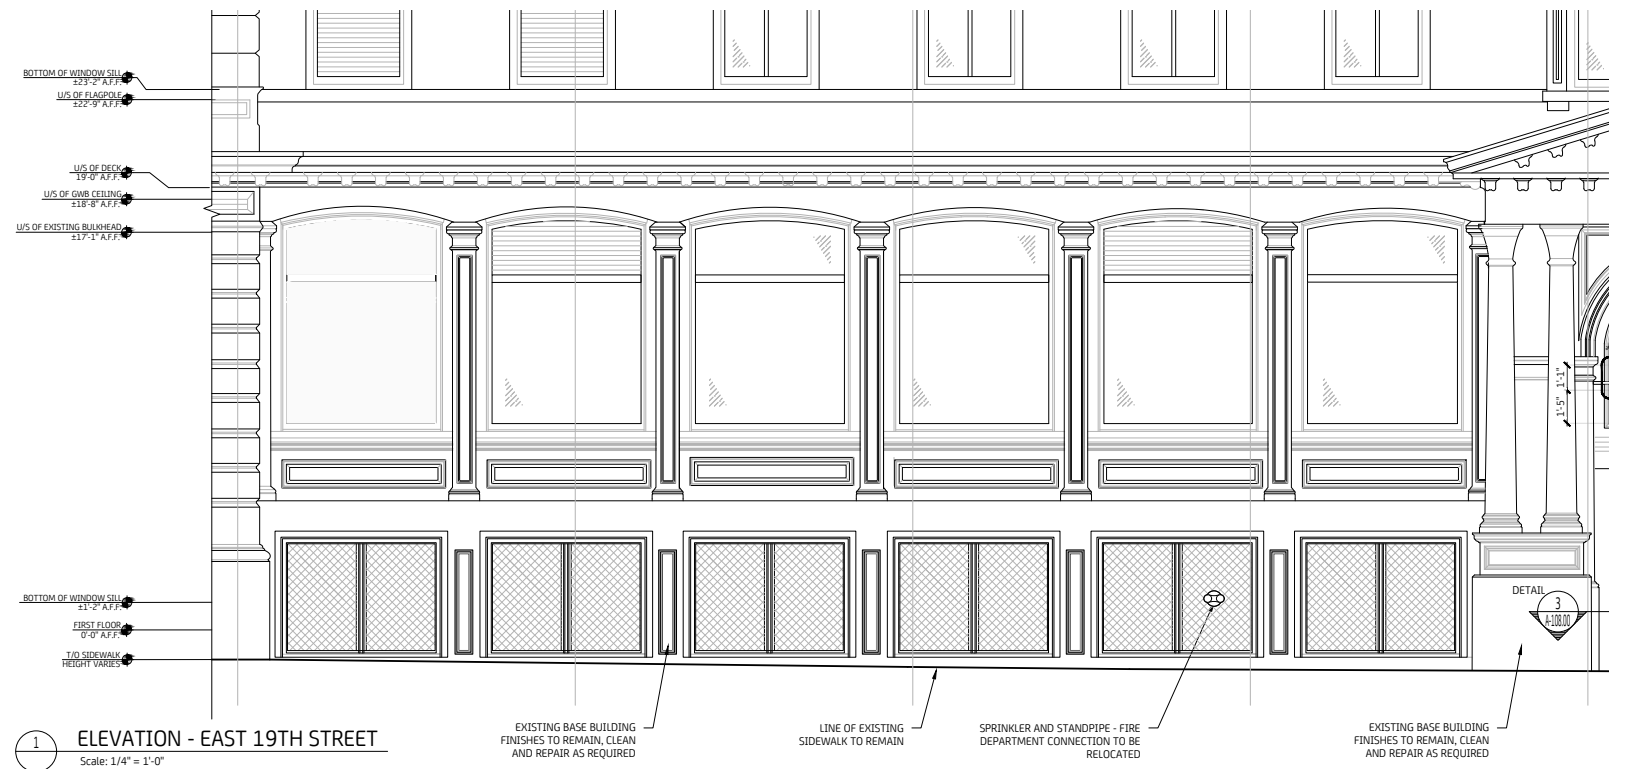 BOTTOM OF WINDOW SILL
±23'-2" A.F.F.
U/S OF FLAGPOLE
±22'-9" A.F.F.
U/S OF DECK
19'-0" A.F.F.
U/S OF GWB CEILING
±18'-8" A.F.F.
U/S OF EXISTING BULKHEAD
±17'-1" A.F.F.
1'-1"
1'-5"
BOTTOM OF WINDOW SILL
±1'-2" A.F.F.
FIRST FLOOR
0'-0" A.F.F.
T/O SIDEWALK
HEIGHT VARIES
DETAIL
3
A-108.00
EXISTING BASE BUILDING
FINISHES TO REMAIN, CLEAN
AND REPAIR AS REQUIRED
LINE OF EXISTING
SIDEWALK TO REMAIN
SPRINKLER AND STANDPIPE - FIRE
DEPARTMENT CONNECTION TO BE
RELOCATED
EXISTING BASE BUILDING
FINISHES TO REMAIN, CLEAN
AND REPAIR AS REQUIRED
1
ELEVATION - EAST 19TH STREET
Scale: 1/4" = 1'-0"